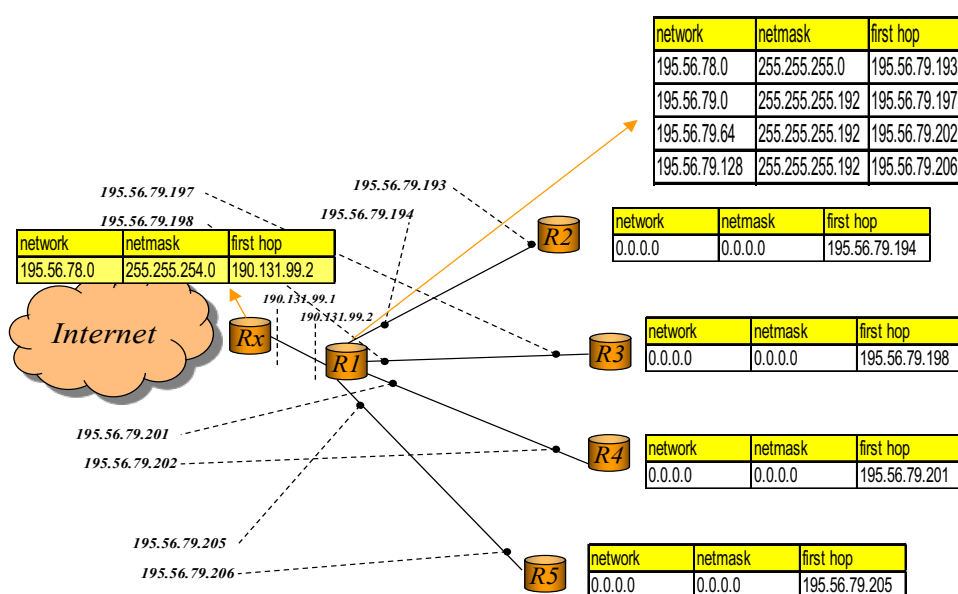 network netmask first hop
195.56.78.0 255.255.255.0 195.56.79.193
195.56.79.0 255.255.255.192 195.56.79.197
195.56.79.64 255.255.255.192 195.56.79.202
195.56.79.128 255.255.255.192 195.56.79.206
195.56.79.197
195.56.79.193
195.56.79.198
195.56.79.194
R2
network netmask first hop
0.0.0.0 0.0.0.0 195.56.79.194
network netmask first hop
195.56.78.0 255.255.254.0 190.131.99.2
190.131.99.1
190.131.99.2
Internet
Rx
R1
R3
network netmask first hop
0.0.0.0 0.0.0.0 195.56.79.198
195.56.79.201
195.56.79.202
R4
network netmask first hop
0.0.0.0 0.0.0.0 195.56.79.201
195.56.79.205
195.56.79.206
R5
network netmask first hop
0.0.0.0 0.0.0.0 195.56.79.205